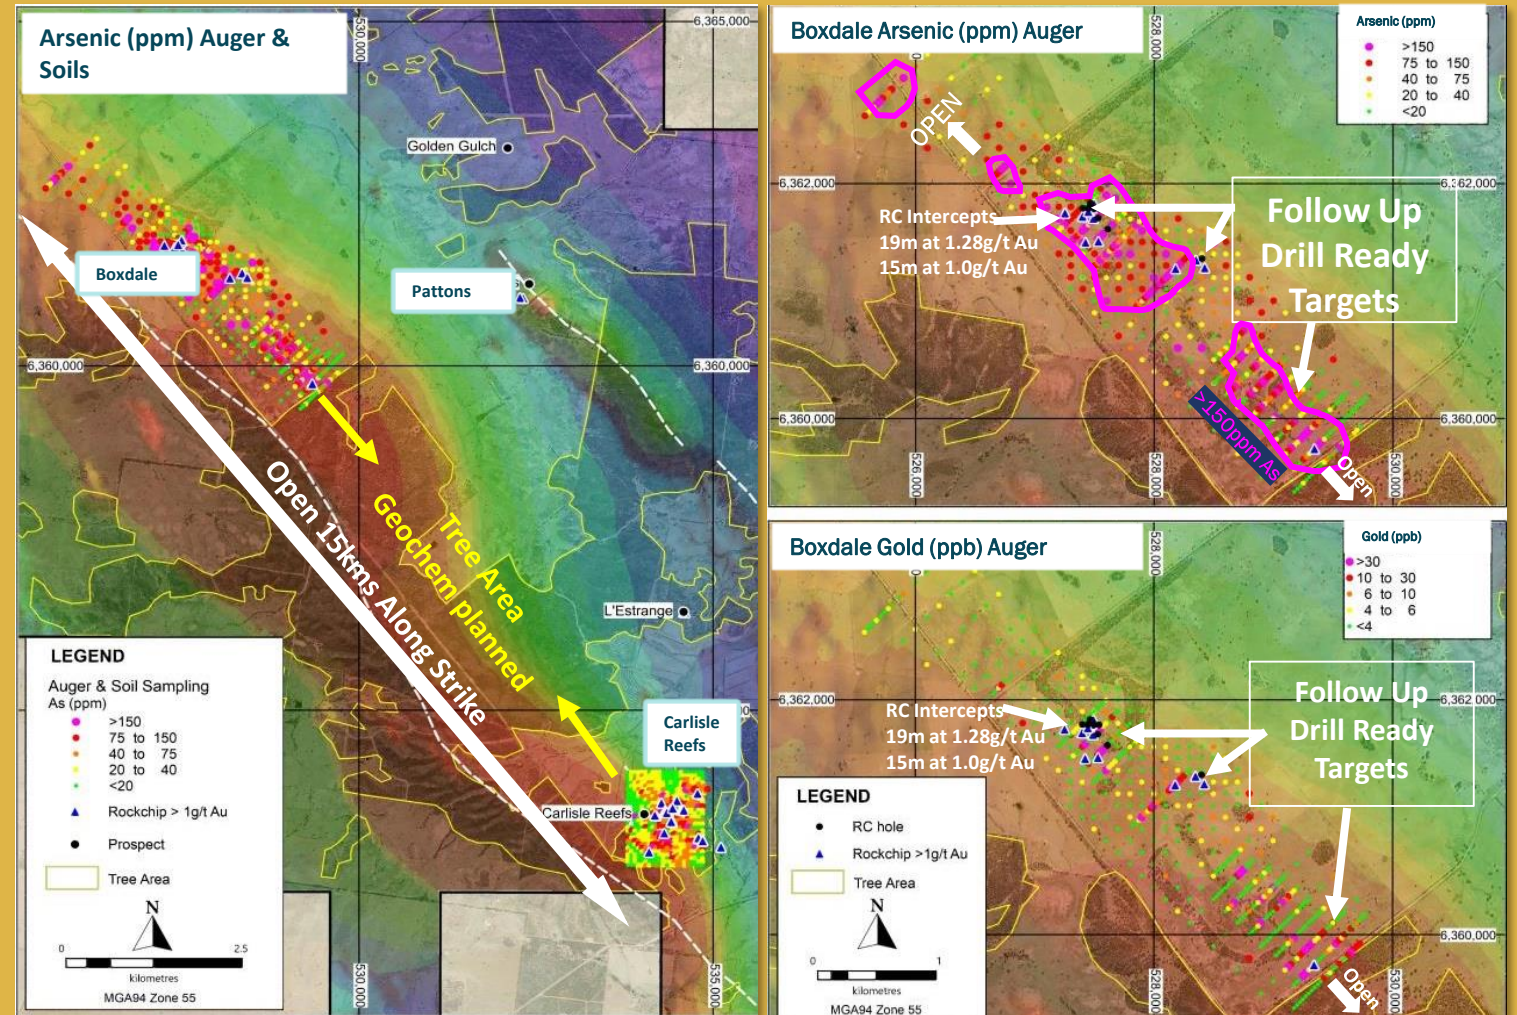 Arsenic (ppm) Auger &
Soils
530,000
6,365,000
Golden Gulch
Boxdale
Pattons
6,360,000
6,360,000
Open 15kms Along Strike
Tree Area
Geochem planned
L'Estrange
Carlisle
Reefs
Carlisle Reefs
LEGEND
Auger & Soil Sampling
As (ppm)
>150
75 to 150
40 to 75
20 to 40
<20
Rockchip > 1g/t Au
Prospect
Tree Area
N
0 2.5
kilometres
MGA94 Zone 55
530,000
535,000
Boxdale Arsenic (ppm) Auger
528,000
Arsenic (ppm)
>150
75 to 150
40 to 75
20 to 40
<20
OPEN
6,362,000
6,362,000
RC Intercepts
19m at 1.28g/t Au
15m at 1.0g/t Au
Follow Up
Drill Ready
Targets
6,360,000
6,360,000
>150ppm As
Open
526,000
528,000
530,000
Boxdale Gold (ppb) Auger
528,000
Gold (ppb)
>30
10 to 30
6 to 10
4 to 6
<4
6,362,000
6,362,000
RC Intercepts
19m at 1.28g/t Au
15m at 1.0g/t Au
Follow Up
Drill Ready
Targets
LEGEND
RC hole
Rockchip >1g/t Au
Tree Area
N
0 1
kilometres
MGA94 Zone 55
6,360,000
Open
528,000
530,000